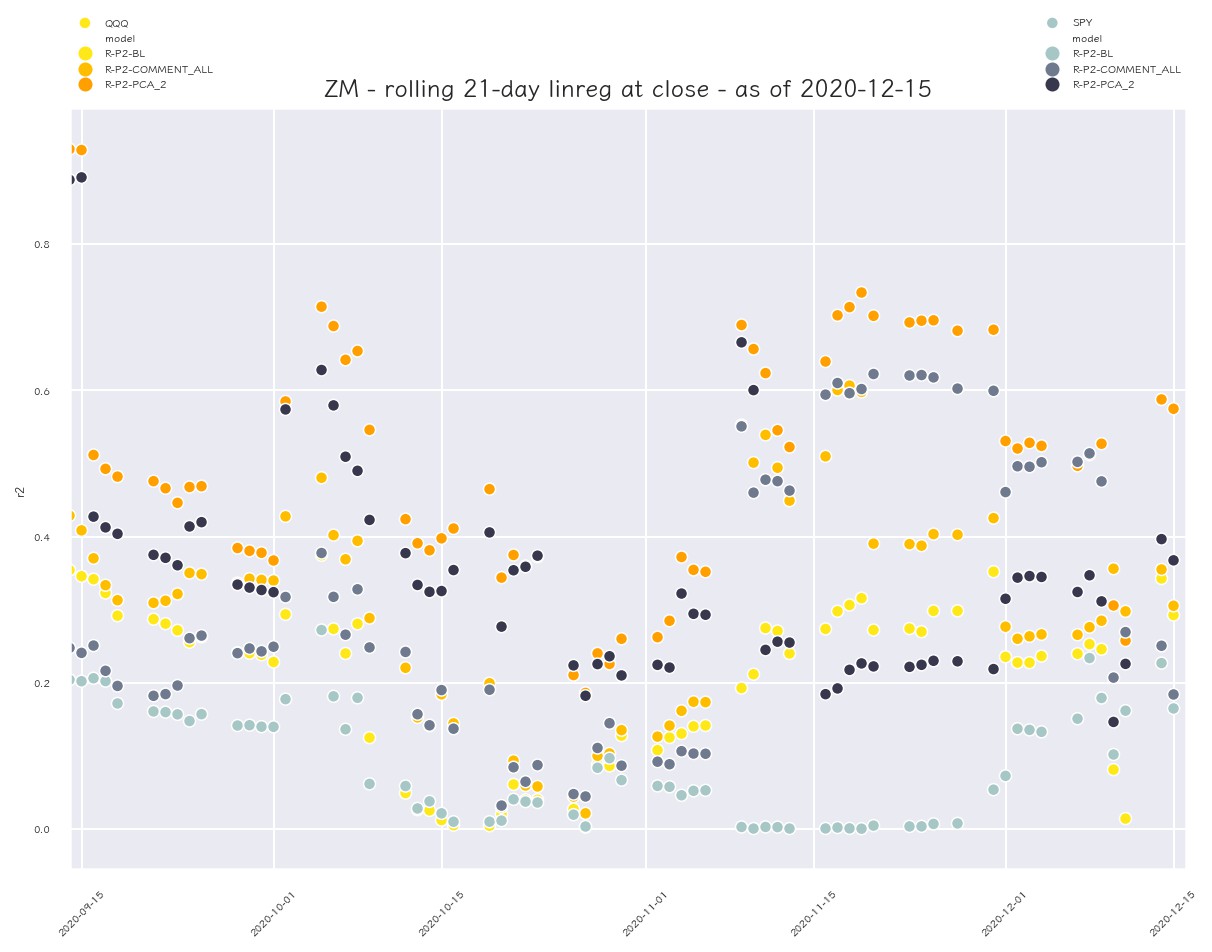 QQQ
model
R-P2-BL
R-P2-COMMENT_ALL
R-P2-PCA_2
SPY
model
R-P2-BL
R-P2-COMMENT_ALL
R-P2-PCA_2
ZM - rolling 21-day linreg at close - as of 2020-12-15
0.8
0.6
0.4
0.2
0.0
r2
2020-09-15
2020-10-01
2020-10-15
2020-11-01
2020-11-15
2020-12-01
2020-12-15